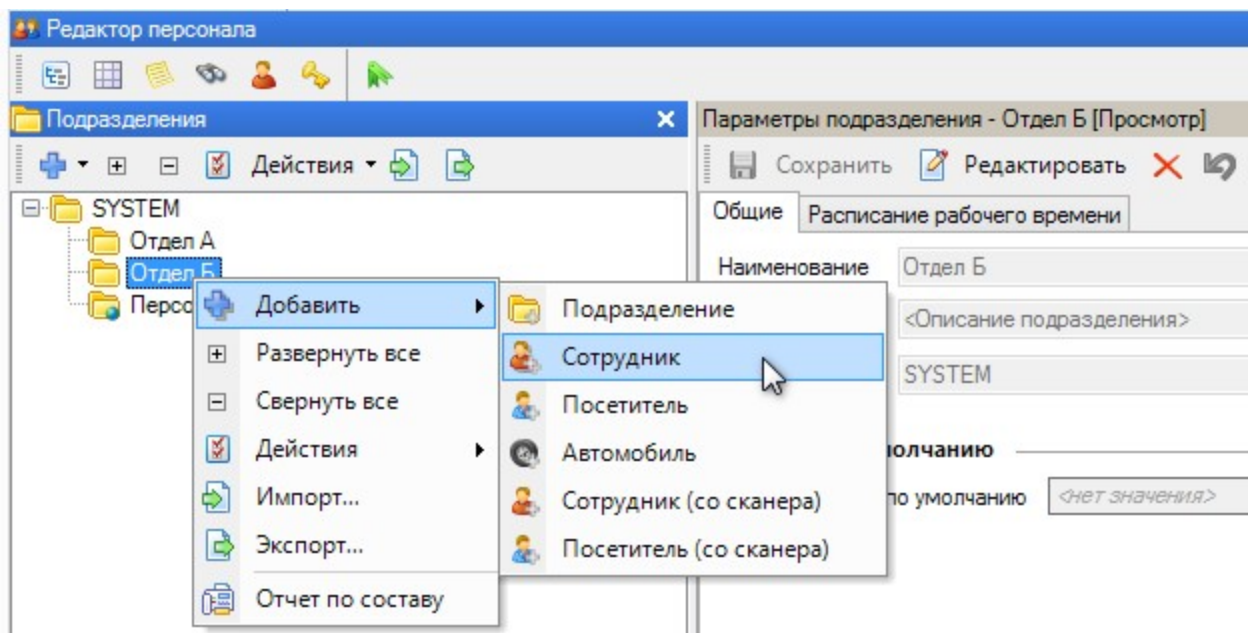 Редактор персонала
Подразделения
Параметры подразделения - Отдел Б [Просмотр]
Действия
Сохранить Редактировать
SYSTEM
Общие Расписание рабочего времени
Отдел А
Отдел Б
Наименование Отдел Б
Персо
Добавить
Подразделение
<Описание подразделения>
Развернуть все
Сотрудник
SYSTEM
Свернуть все
Посетитель
Действия
Автомобиль
олчанию
Импорт...
Сотрудник (со сканера)
по умолчанию <нет значения>
Экспорт...
Посетитель (со сканера)
Отчет по составу